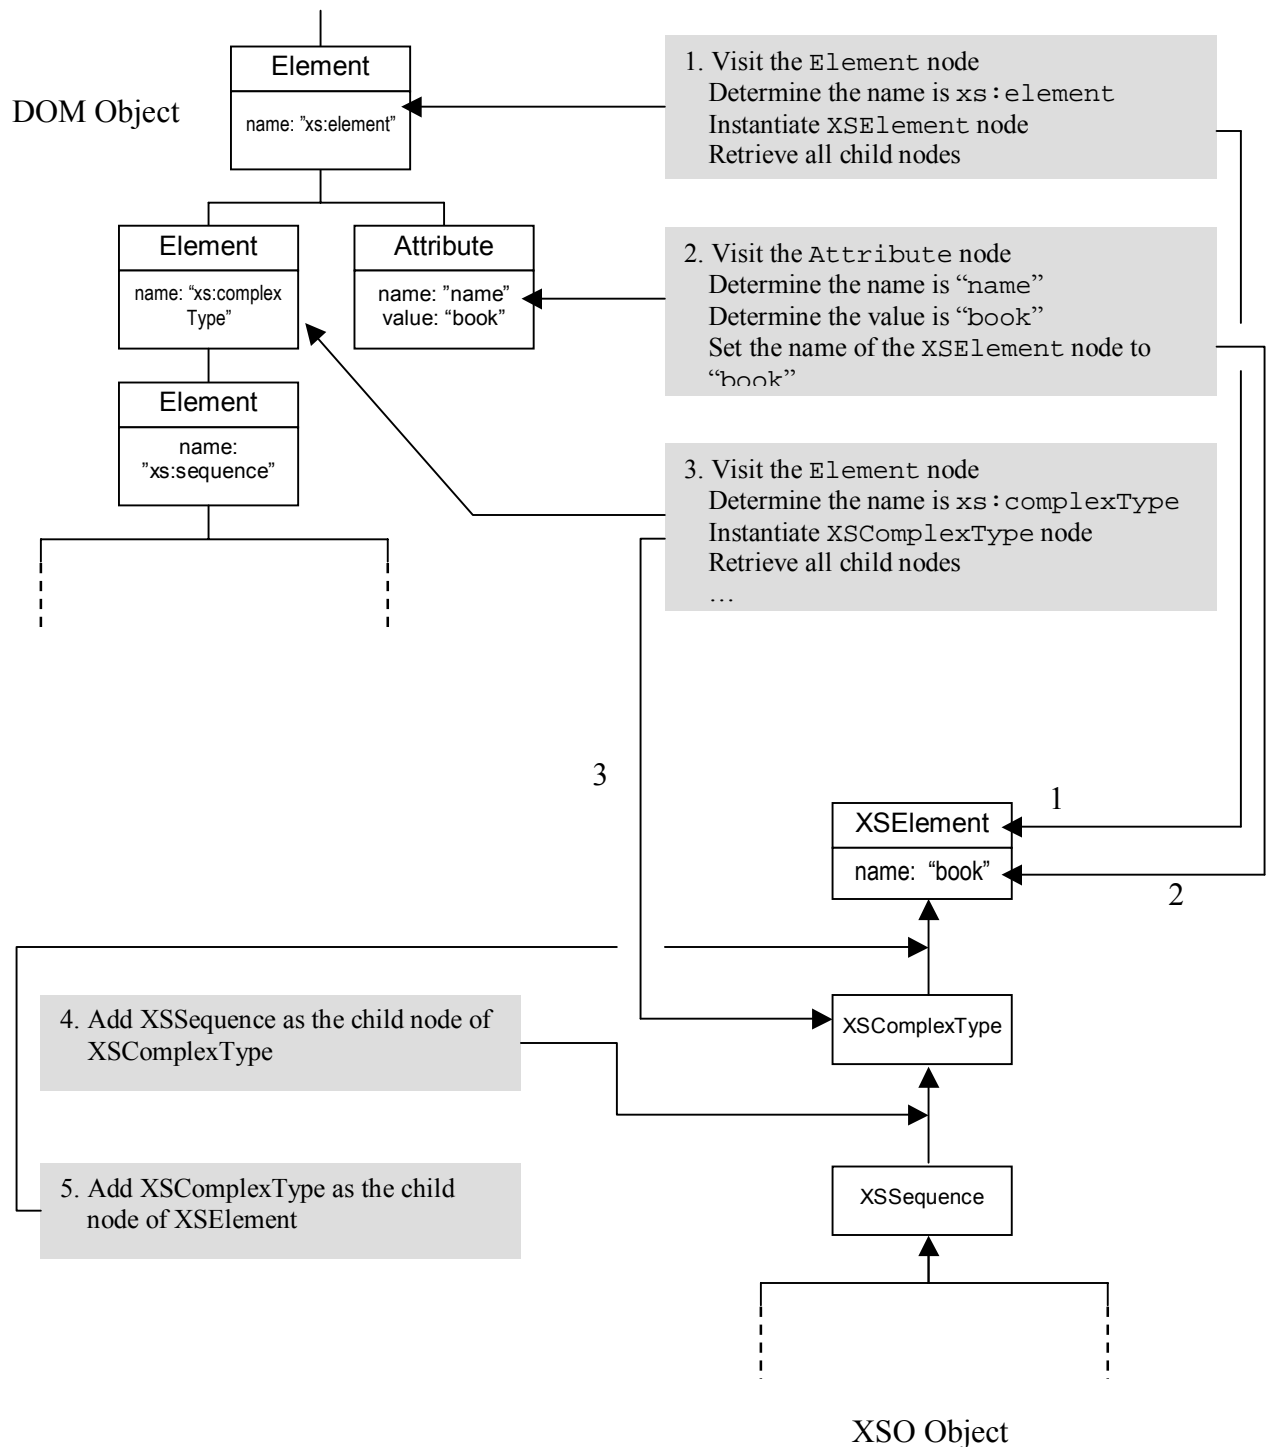 Element
name: ”xs:element”
DOM Object
Element
name: “xs:complex
Type”
Attribute
name: ”name”
value: “book”
Element
name:
”xs:sequence”
1. Visit the Element node
Determine the name is xs:element
Instantiate XSElement node
Retrieve all child nodes
2. Visit the Attribute node
Determine the name is “name”
Determine the value is “book”
Set the name of the XSElement node to
“book”
3. Visit the Element node
Determine the name is xs:complexType
Instantiate XSComplexType node
Retrieve all child nodes
…
3
1
XSElement
name: “book”
2
4. Add XSSequence as the child node of
XSComplexType
XSComplexType
5. Add XSComplexType as the child
node of XSElement
XSSequence
XSO Object